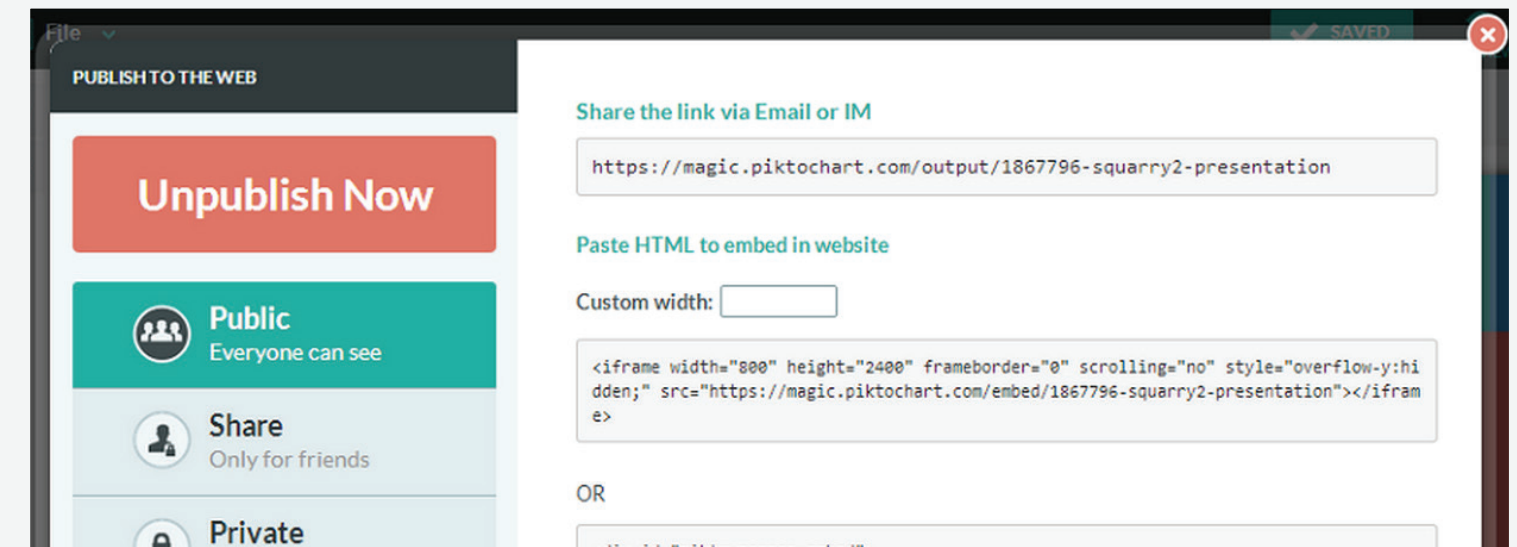 File
SAVED
PUBLISH TO THE WEB
Unpublish Now
Public
Everyone can see
Share
Only for friends
Private
Share the link via Email or IM
https://magic.piktochart.com/output/1867796-squarry2-presentation
Paste HTML to embed in website
Custom width:
<iframe width="800" height="2400" frameborder="0" scrolling="no" style="overflow-y:hi
dden;" src="https://magic.piktochart.com/embed/1867796-squarry2-presentation"></ifram
e>
OR